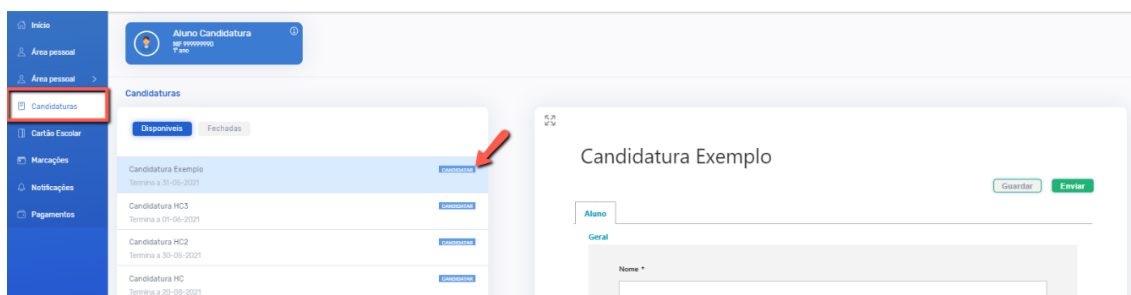 Início
Área pessoal
Área pessoal
Candidaturas
Cartão Escolar
Marcações
Notificações
Pagamentos
Aluno Candidatura
NIF 999999990
1º ano
Candidaturas
Disponíveis
Fechadas
Candidatura Exemplo
CANDIDATAR
Termina a 31-05-2021
Candidatura HC3
CANDIDATAR
Termina a 01-06-2021
Candidatura HC2
CANDIDATAR
Termina a 30-05-2021
Candidatura HC
CANDIDATAR
Termina a 20-08-2021
Candidatura Exemplo
Guardar
Enviar
Aluno
Geral
Nome *